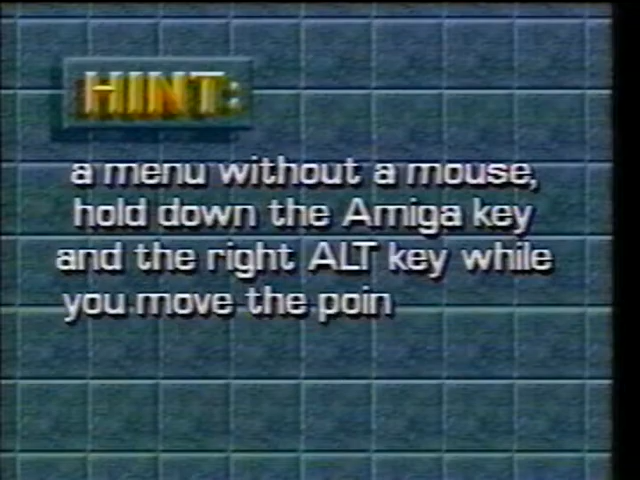 HINT:
a menu without a mouse,
hold down the Amiga key
and the right ALT key while
you move the poin